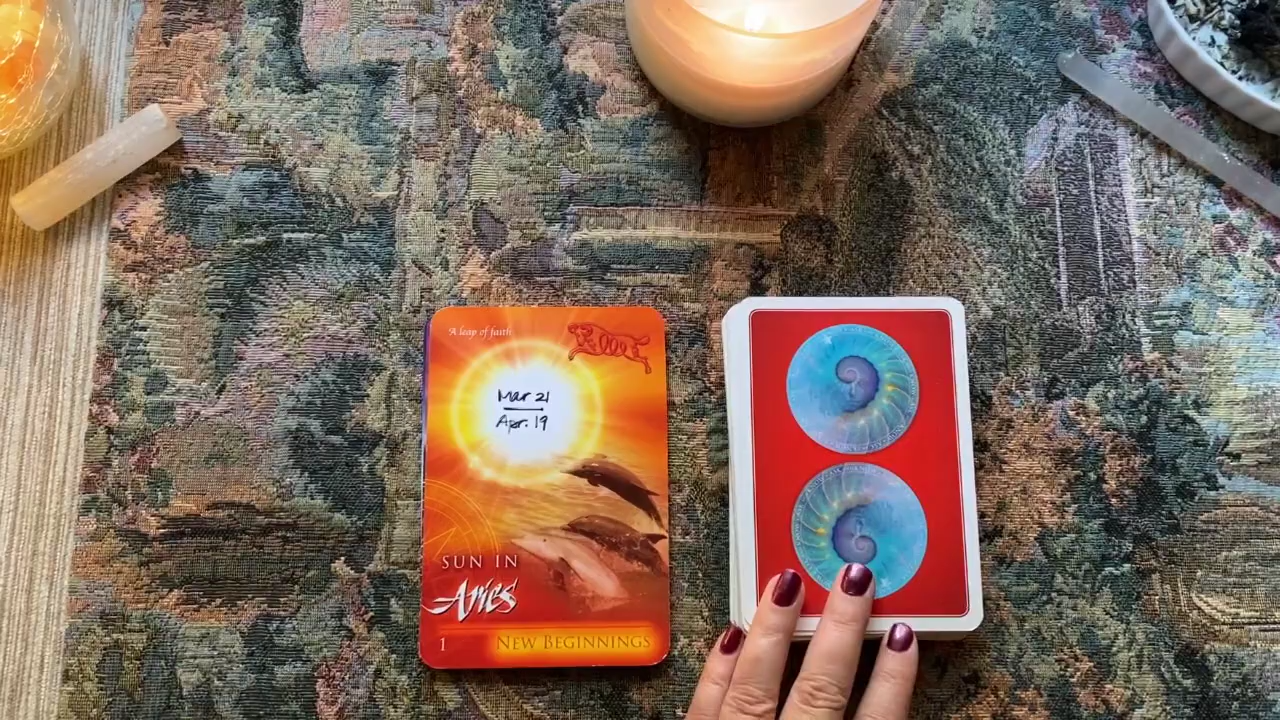 A leap of faith
Mar 21
Apr. 19
SUN IN
Aries
1
NEW BEGINNINGS